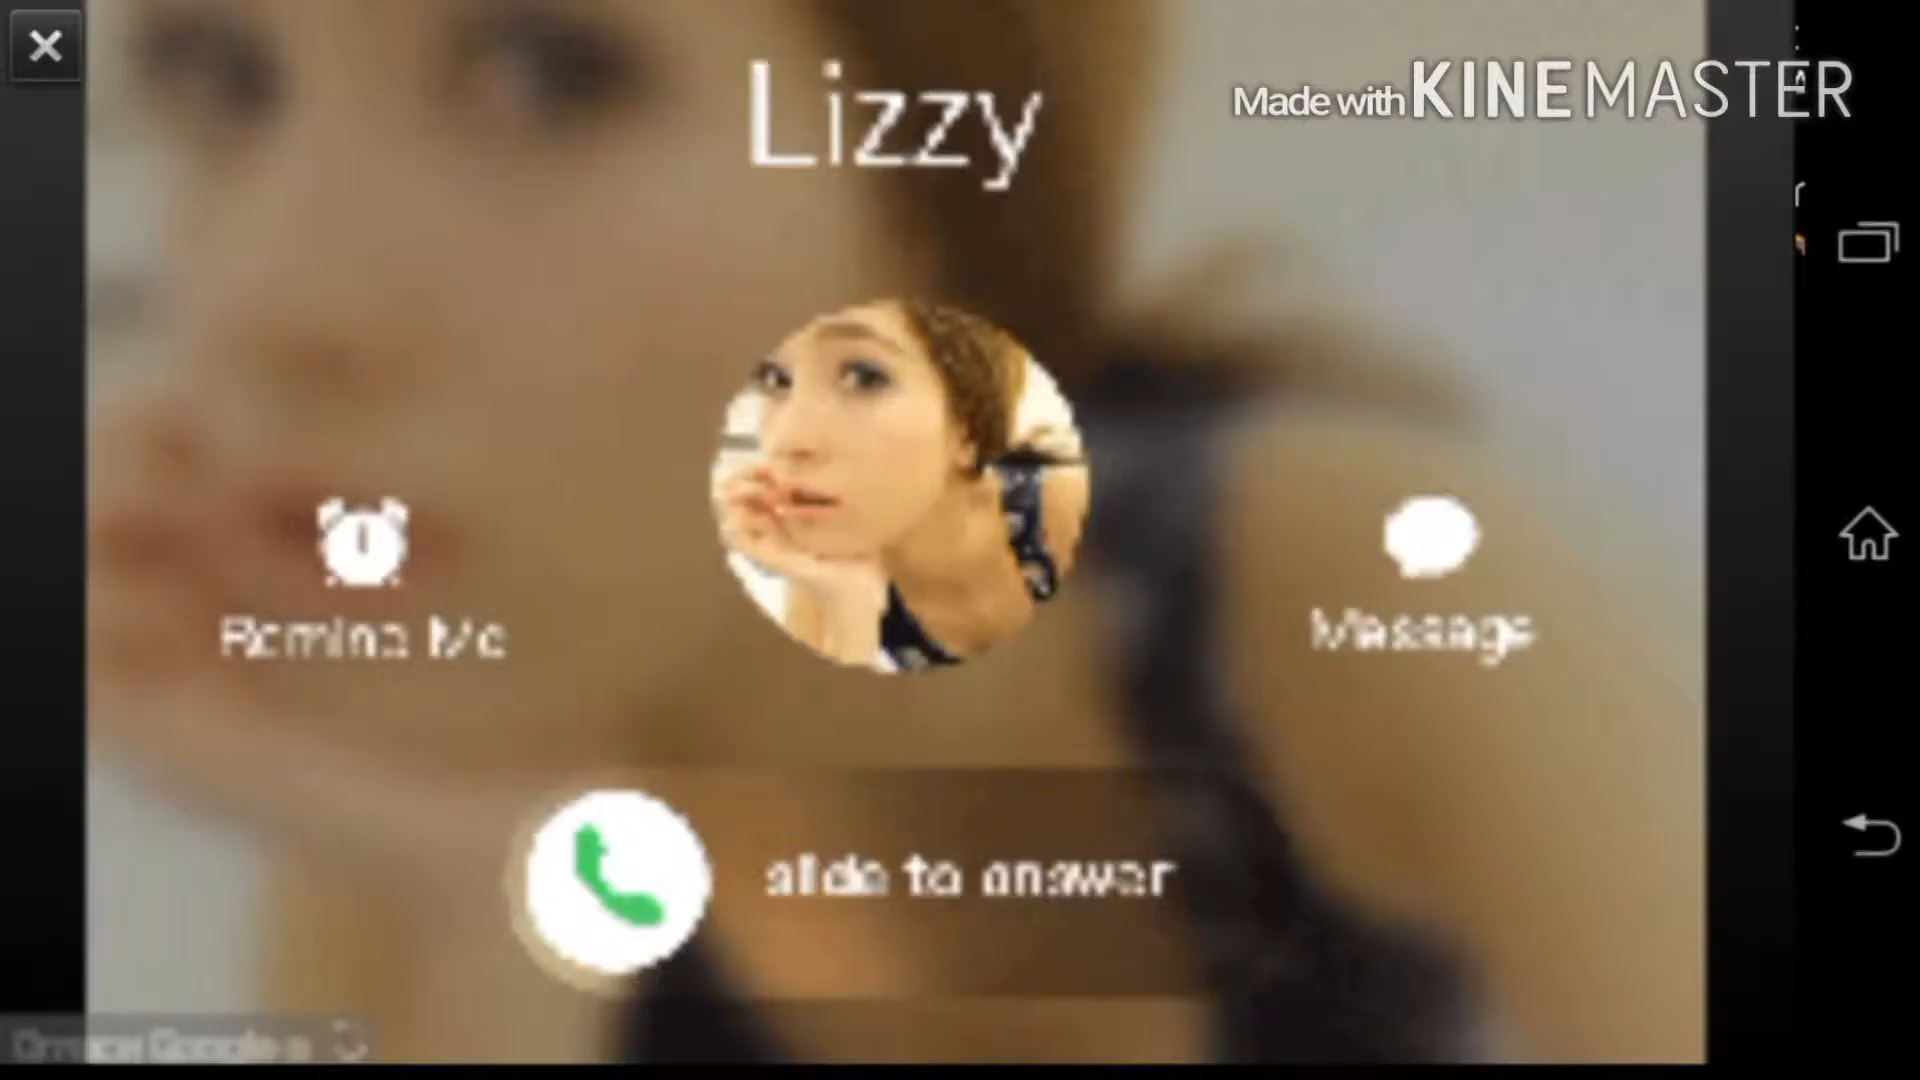 Lizzy
Made with KINEMASTER
Remind Me
Message
slide to answer